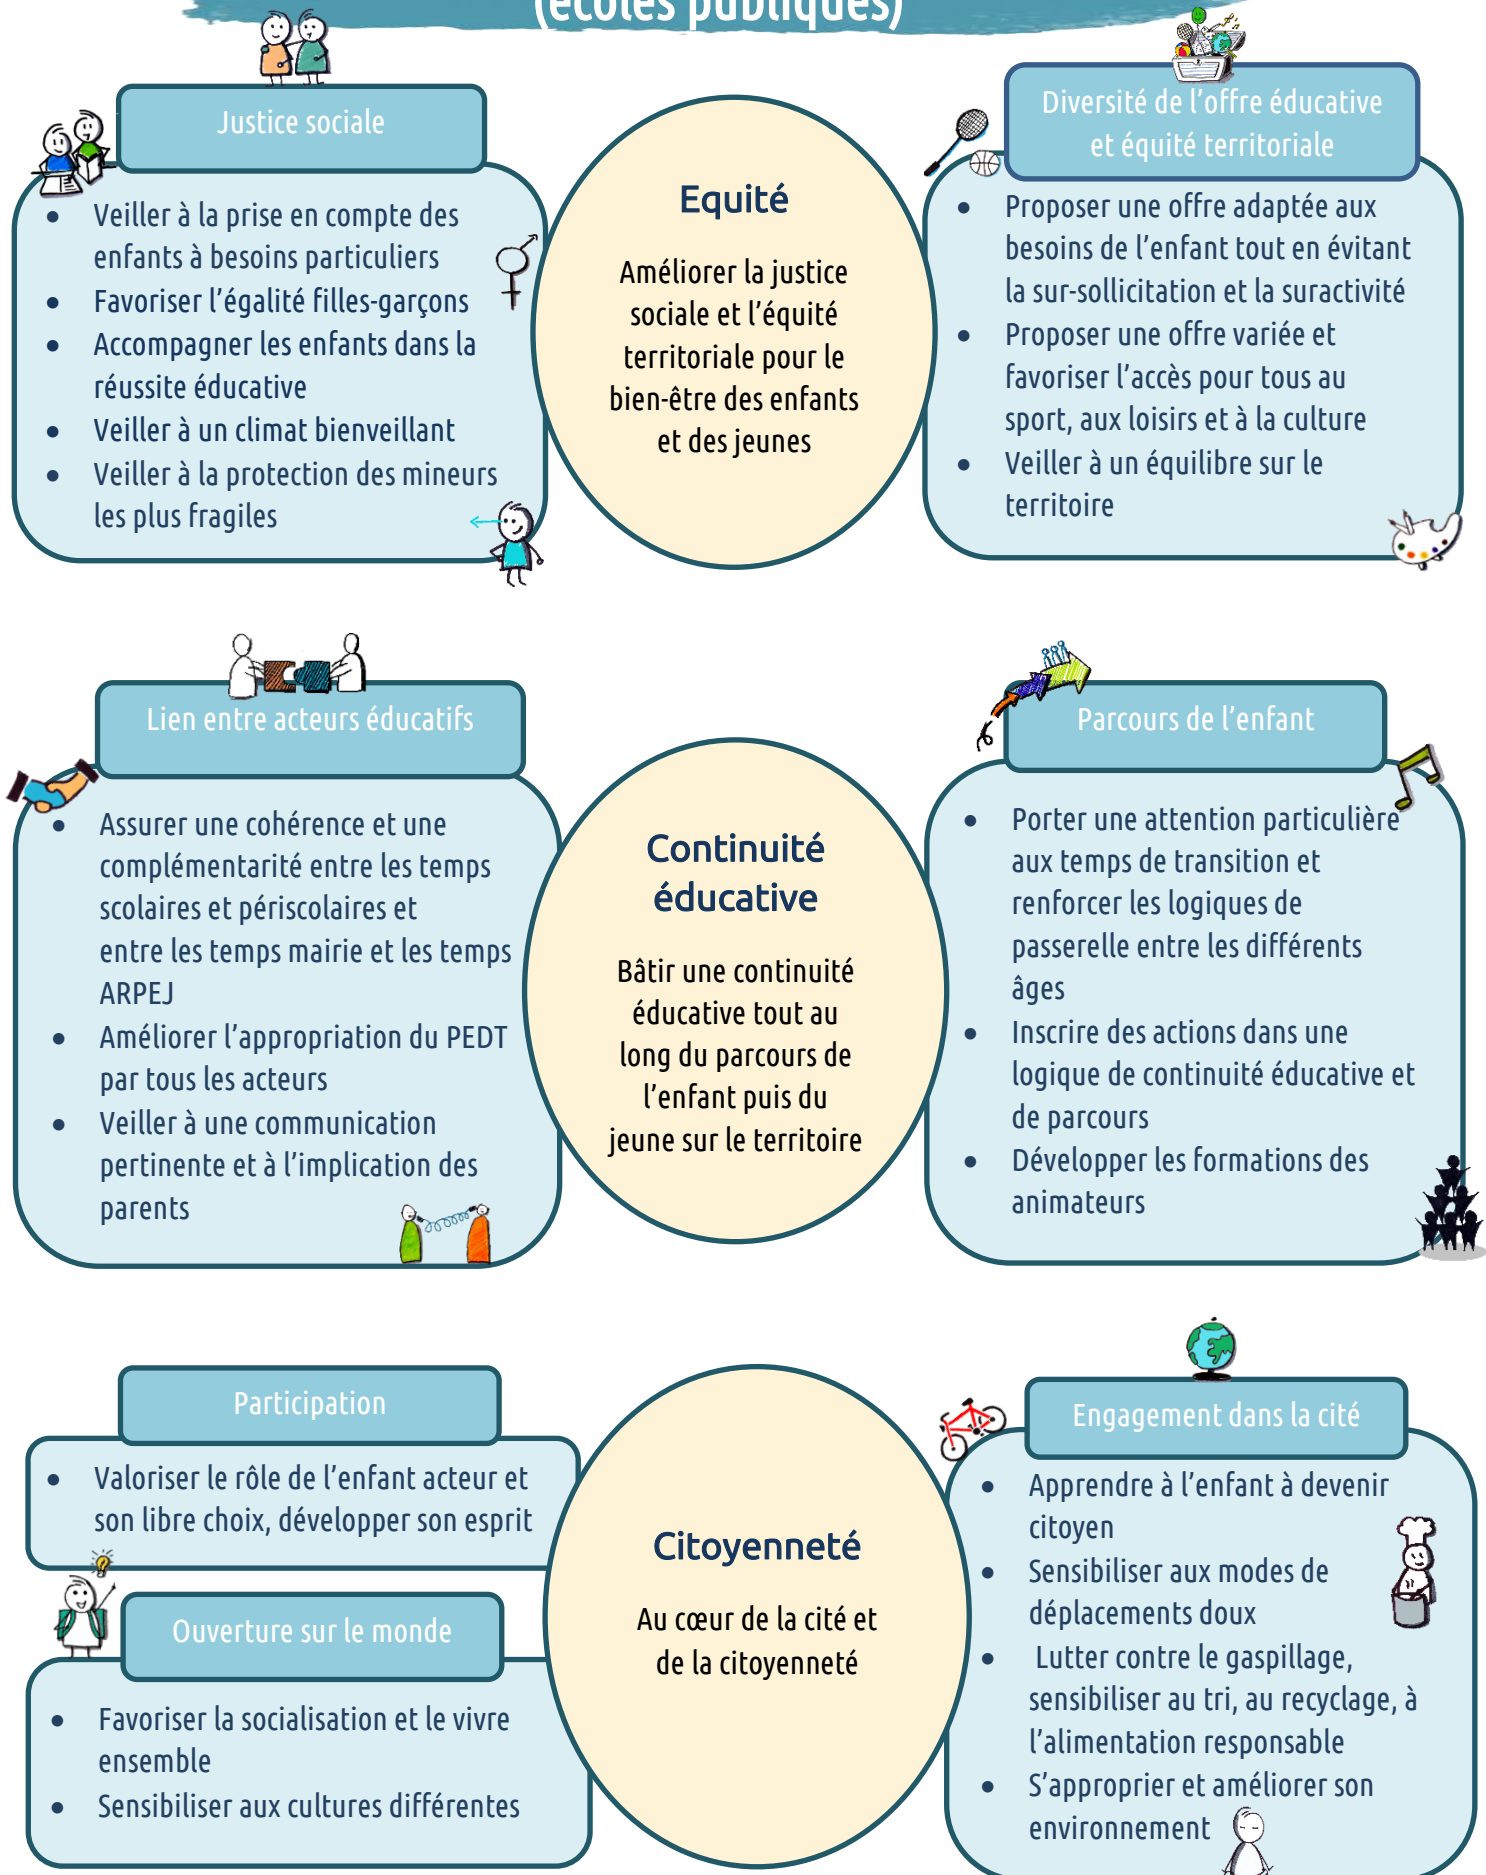 (écoles publiques)
Justice sociale
• Veiller à la prise en compte des
enfants à besoins particuliers
• Favoriser l’égalité filles-garçons
• Accompagner les enfants dans la
réussite éducative
• Veiller à un climat bienveillant
• Veiller à la protection des mineurs
les plus fragiles
Equité
Améliorer la justice
sociale et l’équité
territoriale pour le
bien-être des enfants
et des jeunes
Diversité de l’offre éducative
et équité territoriale
• Proposer une offre adaptée aux
besoins de l’enfant tout en évitant
la sur-sollicitation et la suractivité
• Proposer une offre variée et
favoriser l’accès pour tous au
sport, aux loisirs et à la culture
• Veiller à un équilibre sur le
territoire
Lien entre acteurs éducatifs
• Assurer une cohérence et une
complémentarité entre les temps
scolaires et périscolaires et
entre les temps mairie et les temps
ARPEJ
• Améliorer l’appropriation du PEDT
par tous les acteurs
• Veiller à une communication
pertinente et à l’implication des
parents
Continuité
éducative
Bâtir une continuité
éducative tout au
long du parcours de
l’enfant puis du
jeune sur le territoire
Parcours de l’enfant
• Porter une attention particulière
aux temps de transition et
renforcer les logiques de
passerelle entre les différents
âges
• Inscrire des actions dans une
logique de continuité éducative et
de parcours
• Développer les formations des
animateurs
Participation
• Valoriser le rôle de l’enfant acteur et
son libre choix, développer son esprit
Ouverture sur le monde
• Favoriser la socialisation et le vivre
ensemble
• Sensibiliser aux cultures différentes
Citoyenneté
Au cœur de la cité et
de la citoyenneté
Engagement dans la cité
• Apprendre à l’enfant à devenir
citoyen
• Sensibiliser aux modes de
déplacements doux
• Lutter contre le gaspillage,
sensibiliser au tri, au recyclage, à
l’alimentation responsable
• S’approprier et améliorer son
environnement